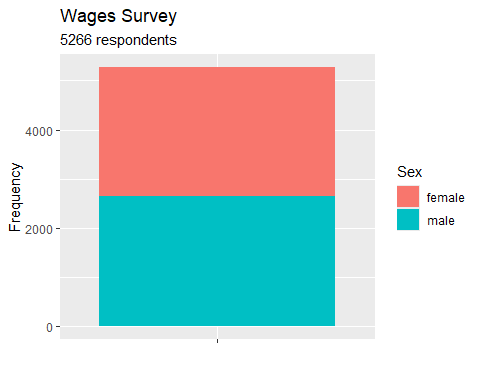 Wages Survey
5266 respondents
Frequency
4000
2000
0
Sex
female
male